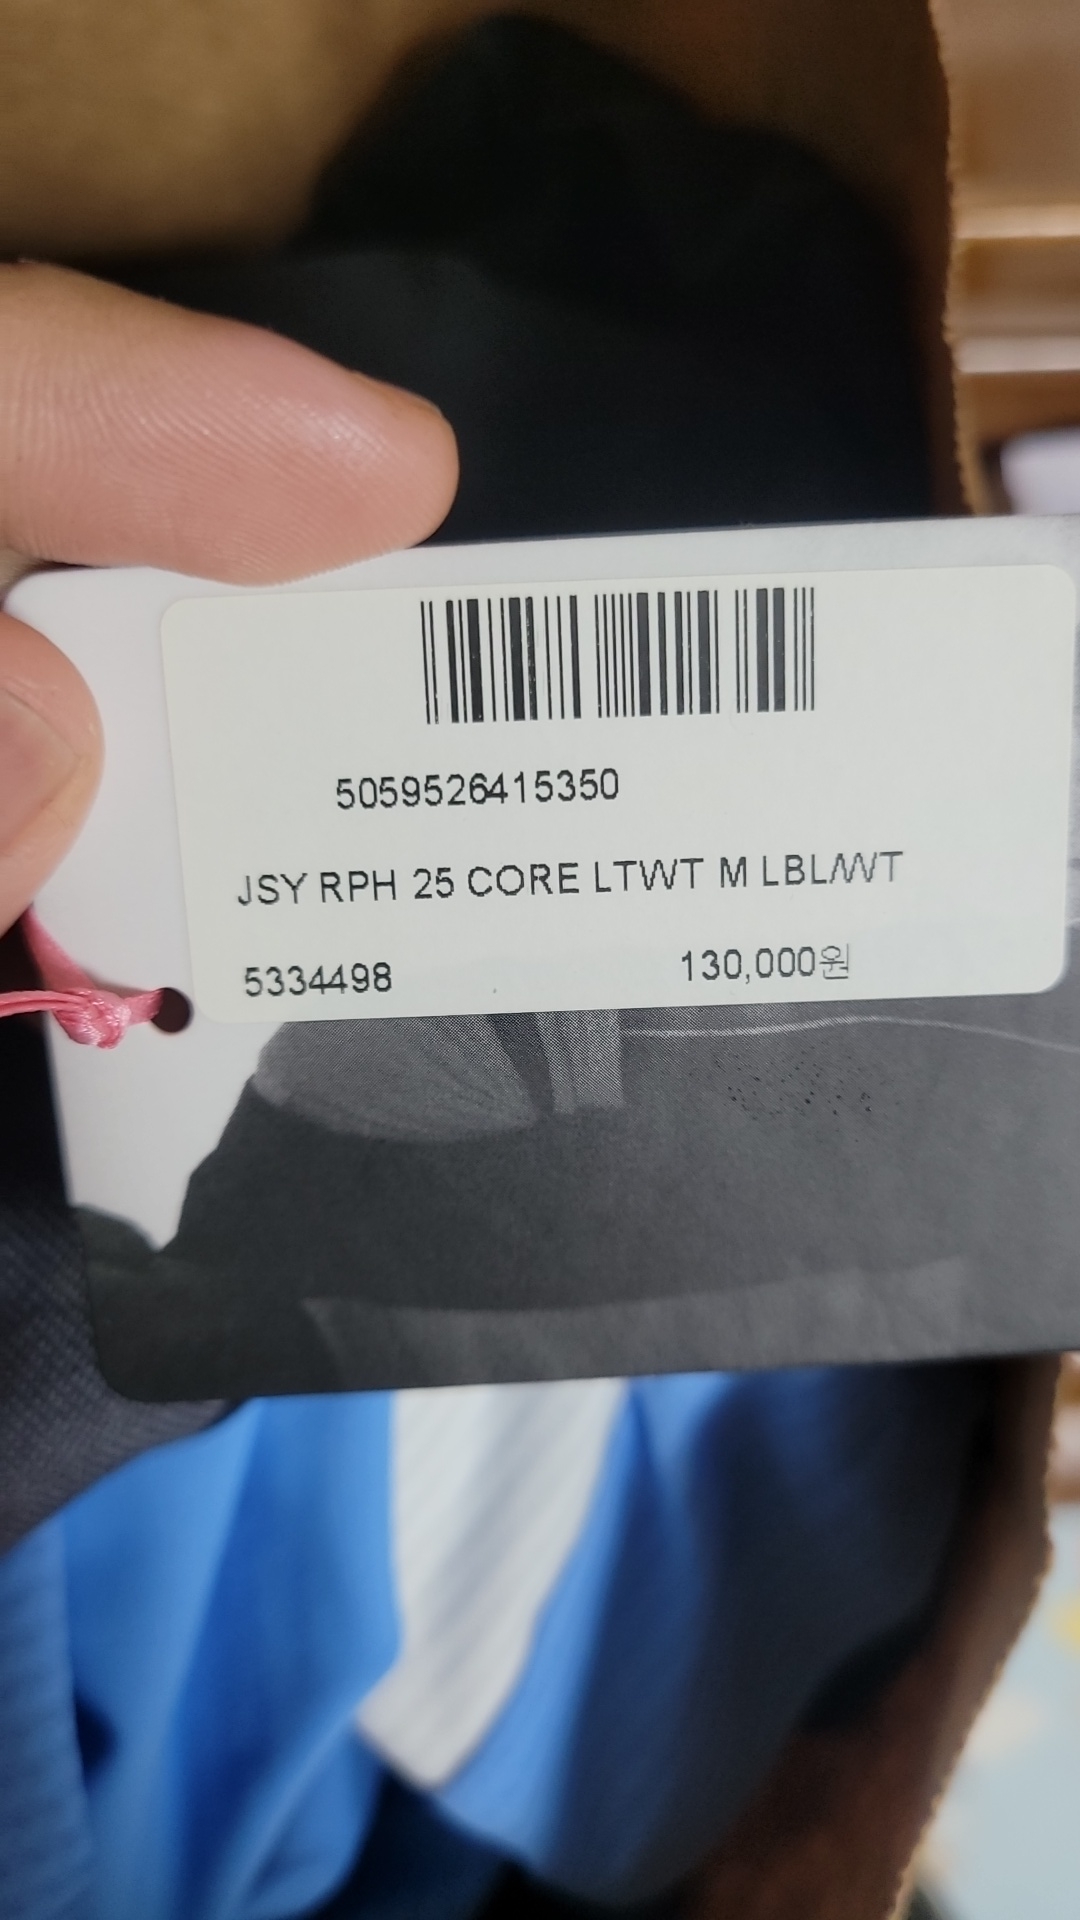 5059526415350
JSY RPH 25 CORE LTWT M LBL/WT
5334498 130,000원